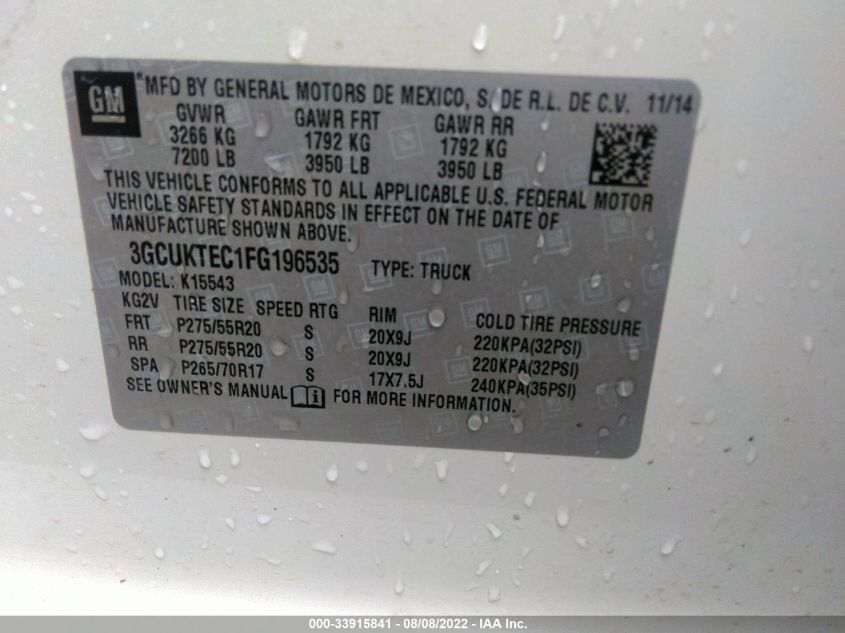 GM
*MFD BY GENERAL MOTORS DE MEXICO, S. DE R.L. DE C.V. 11/14
GVWR GAWR FRT GAWR RR
3266 KG 1792 KG 1792 KG
7200 LB 3950 LB 3950 LB
THIS VEHICLE CONFORMS TO ALL APPLICABLE U.S. FEDERAL MOTOR
VEHICLE SAFETY STANDARDS IN EFFECT ON THE DATE OF
MANUFACTURE SHOWN ABOVE.
3GCUKTEC1FG196535 TYPE: TRUCK
MODEL: K15543
KG2V TIRE SIZE SPEED RTG RIM COLD TIRE PRESSURE
FRT P275/55R20 S 20X9J 220KPA(32PSI)
RR P275/55R20 S 20X9J 220KPA(32PSI)
SPA P265/70R17 S 17X7.5J 240KPA(35PSI)
SEE OWNER'S MANUAL i FOR MORE INFORMATION.
000-33915841 - 08/08/2022 - IAA Inc.